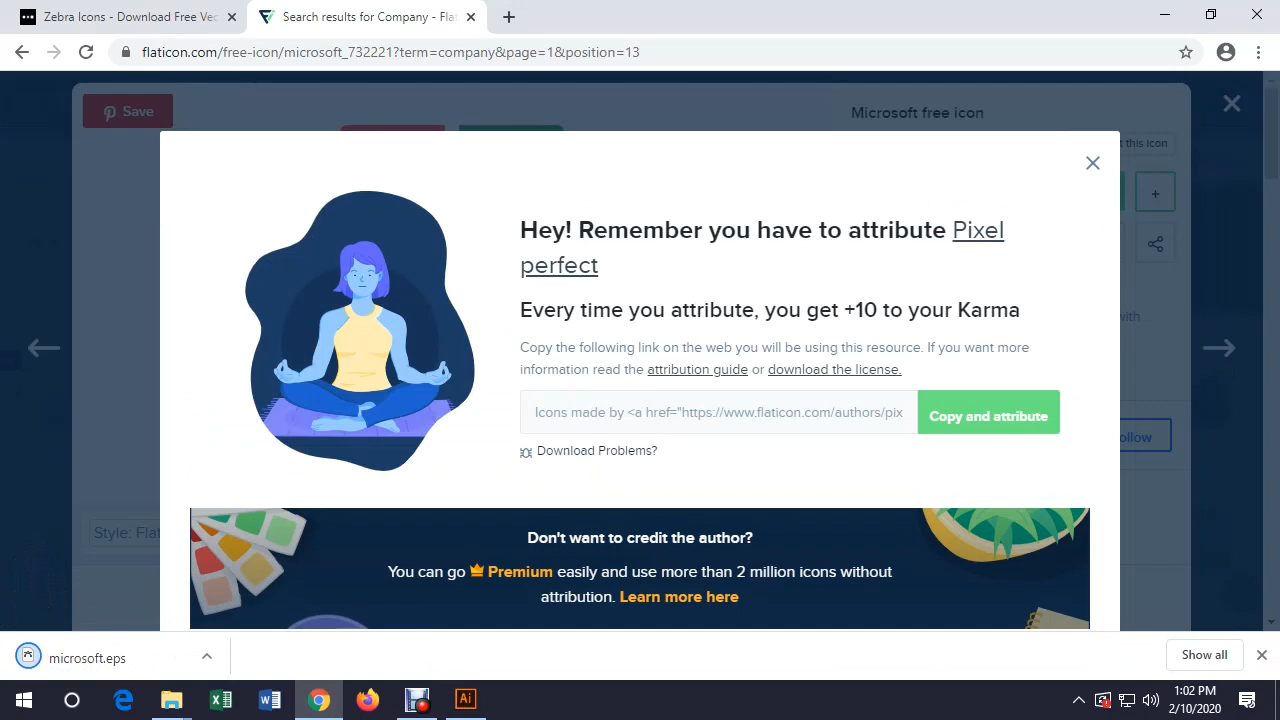 Zebra Icons - Download Free Vec
Search results for Company - Flat
flaticon.com/free-icon/microsoft_732221?term=company&page=1&position=13
Save
Microsoft free icon
t this icon
+
Hey! Remember you have to attribute Pixel
perfect
Every time you attribute, you get +10 to your Karma
Copy the following link on the web you will be using this resource. If you want more
with
information read the attribution guide or download the license.
Icons made by <a href="https://www.flaticon.com/authors/pix
Copy and attribute
ollow
Download Problems?
Style: Flat
Don't want to credit the author?
You can go Premium easily and use more than 2 million icons without
attribution. Learn more here
microsoft.eps
Show all
Ai
1:02 PM
2/10/2020